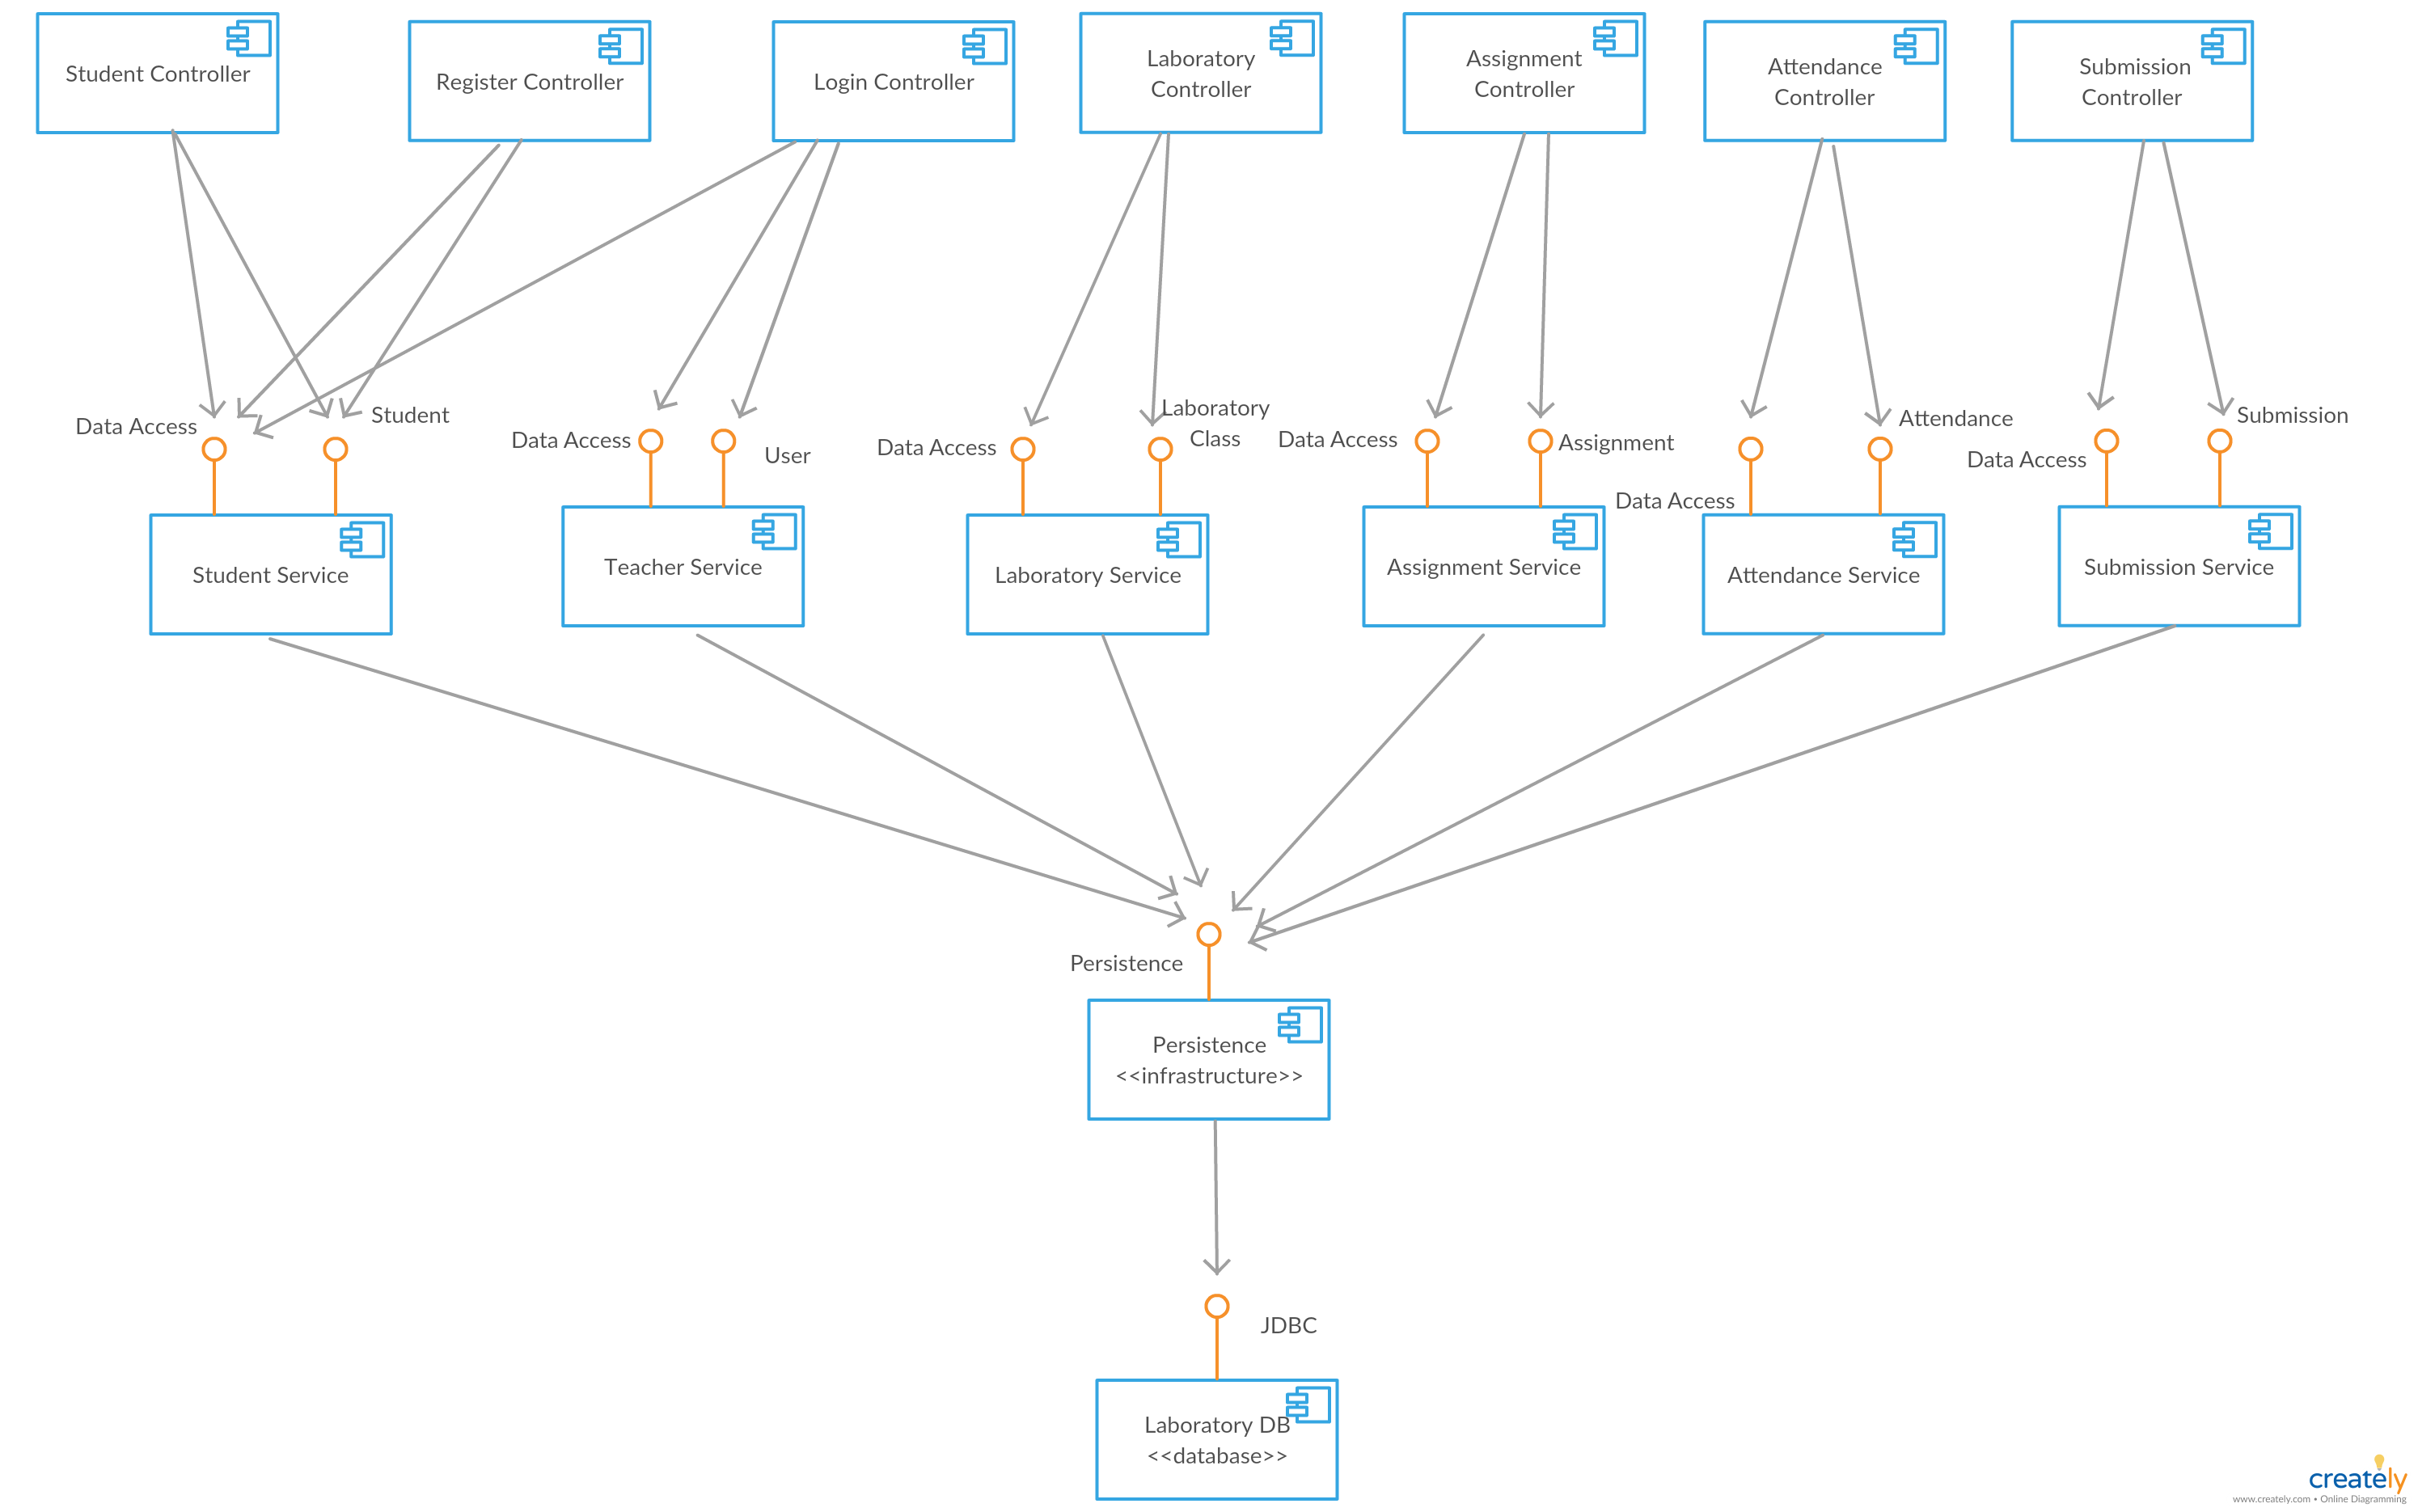 Student Controller
Register Controller
Login Controller
Laboratory
Controller
Assignment
Controller
Attendance
Controller
Submission
Controller
Data Access
Student
Data Access
User
Data Access
Laboratory
Class
Data Access
Assignment
Data Access
Attendance
Data Access
Submission
Student Service
Teacher Service
Laboratory Service
Assignment Service
Attendance Service
Submission Service
Persistence
Persistence
<<infrastructure>>
JDBC
Laboratory DB
<<database>>
creately
www.creately.com • Online Diagramming